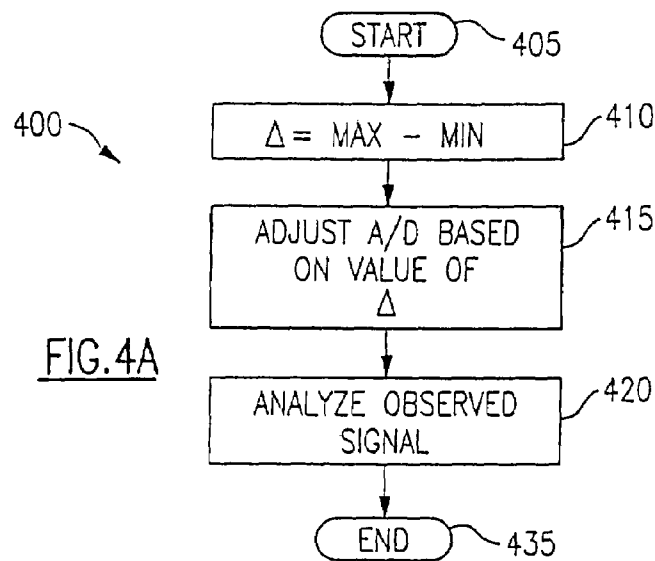 START
405
400
Δ = MAX - MIN
410
ADJUST A/D BASED
ON VALUE OF
Δ
415
FIG.4A
ANALYZE OBSERVED
SIGNAL
420
END
435